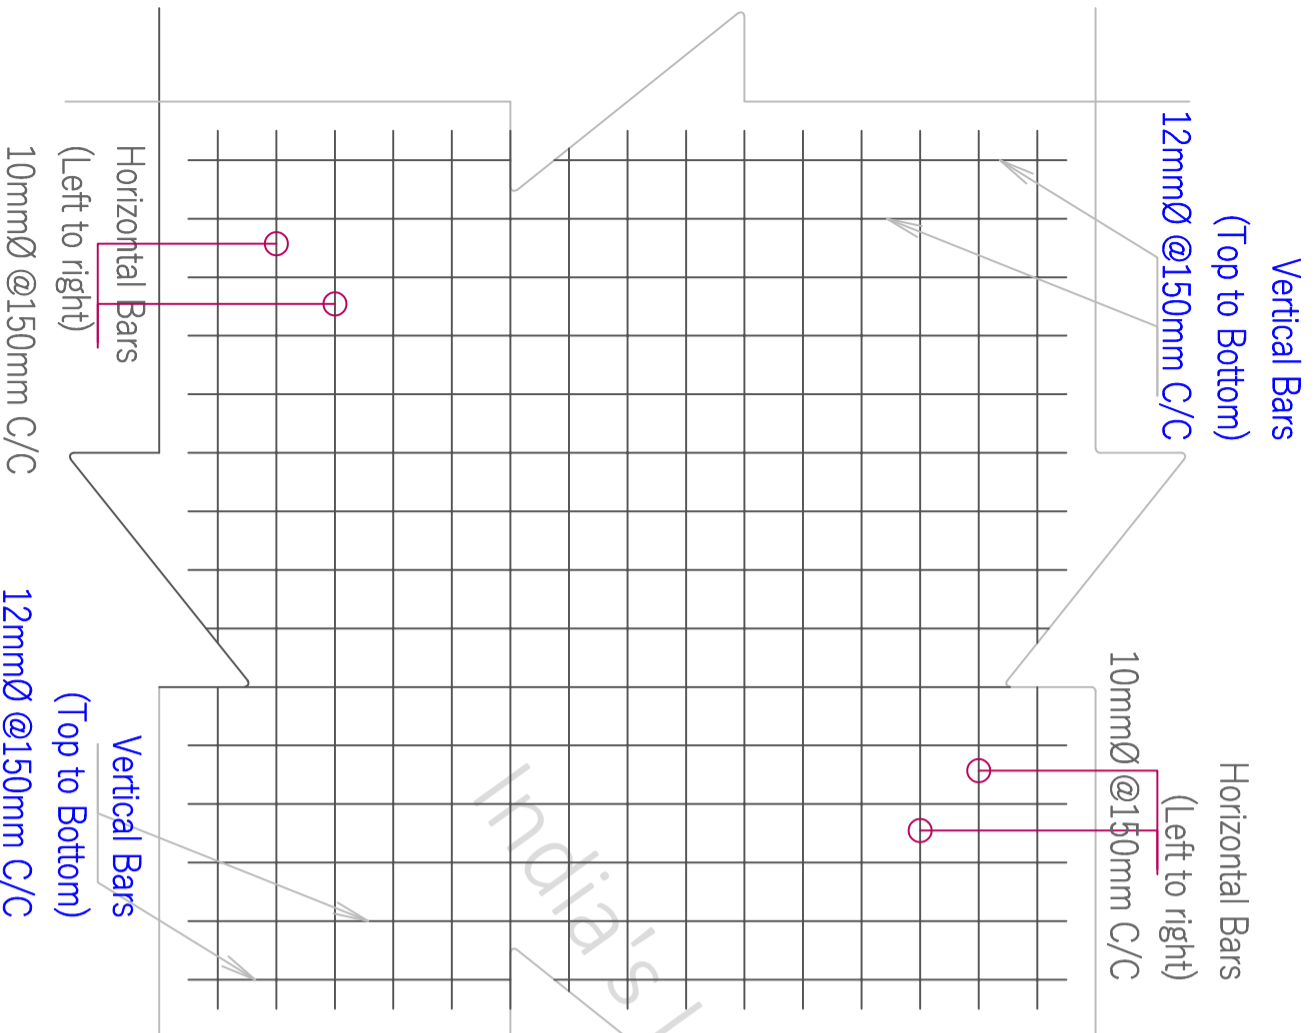 Vertical Bars
(Top to Bottom)
12mmØ @150mm C/C
Horizontal Bars
(Left to right)
10mmØ @150mm C/C
Horizontal Bars
(Left to right)
10mmØ @150mm C/C
Vertical Bars
(Top to Bottom)
12mmØ @150mm C/C
India's